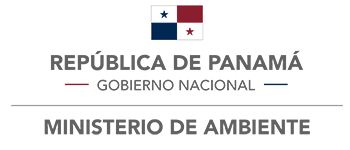 REPÚBLICA DE PANAMÁ
GOBIERNO NACIONAL
MINISTERIO DE AMBIENTE